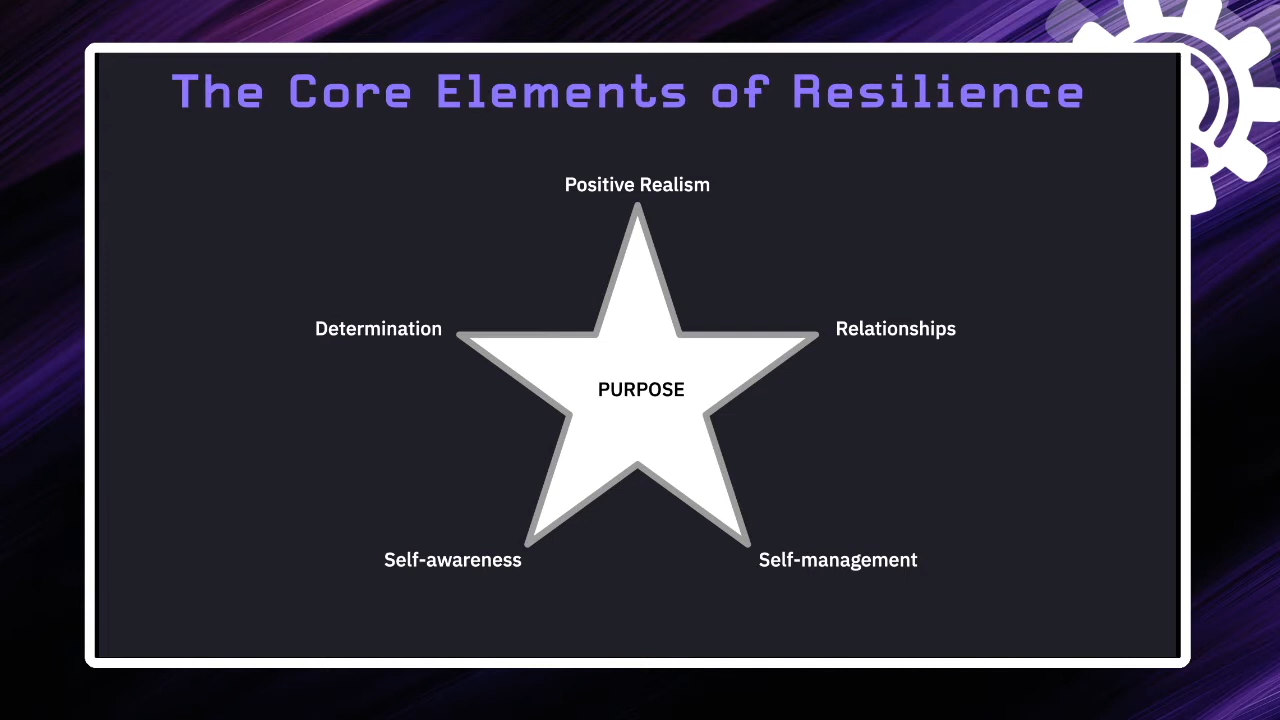 The Core Elements of Resilience
Positive Realism
Determination
Relationships
PURPOSE
Self-awareness
Self-management